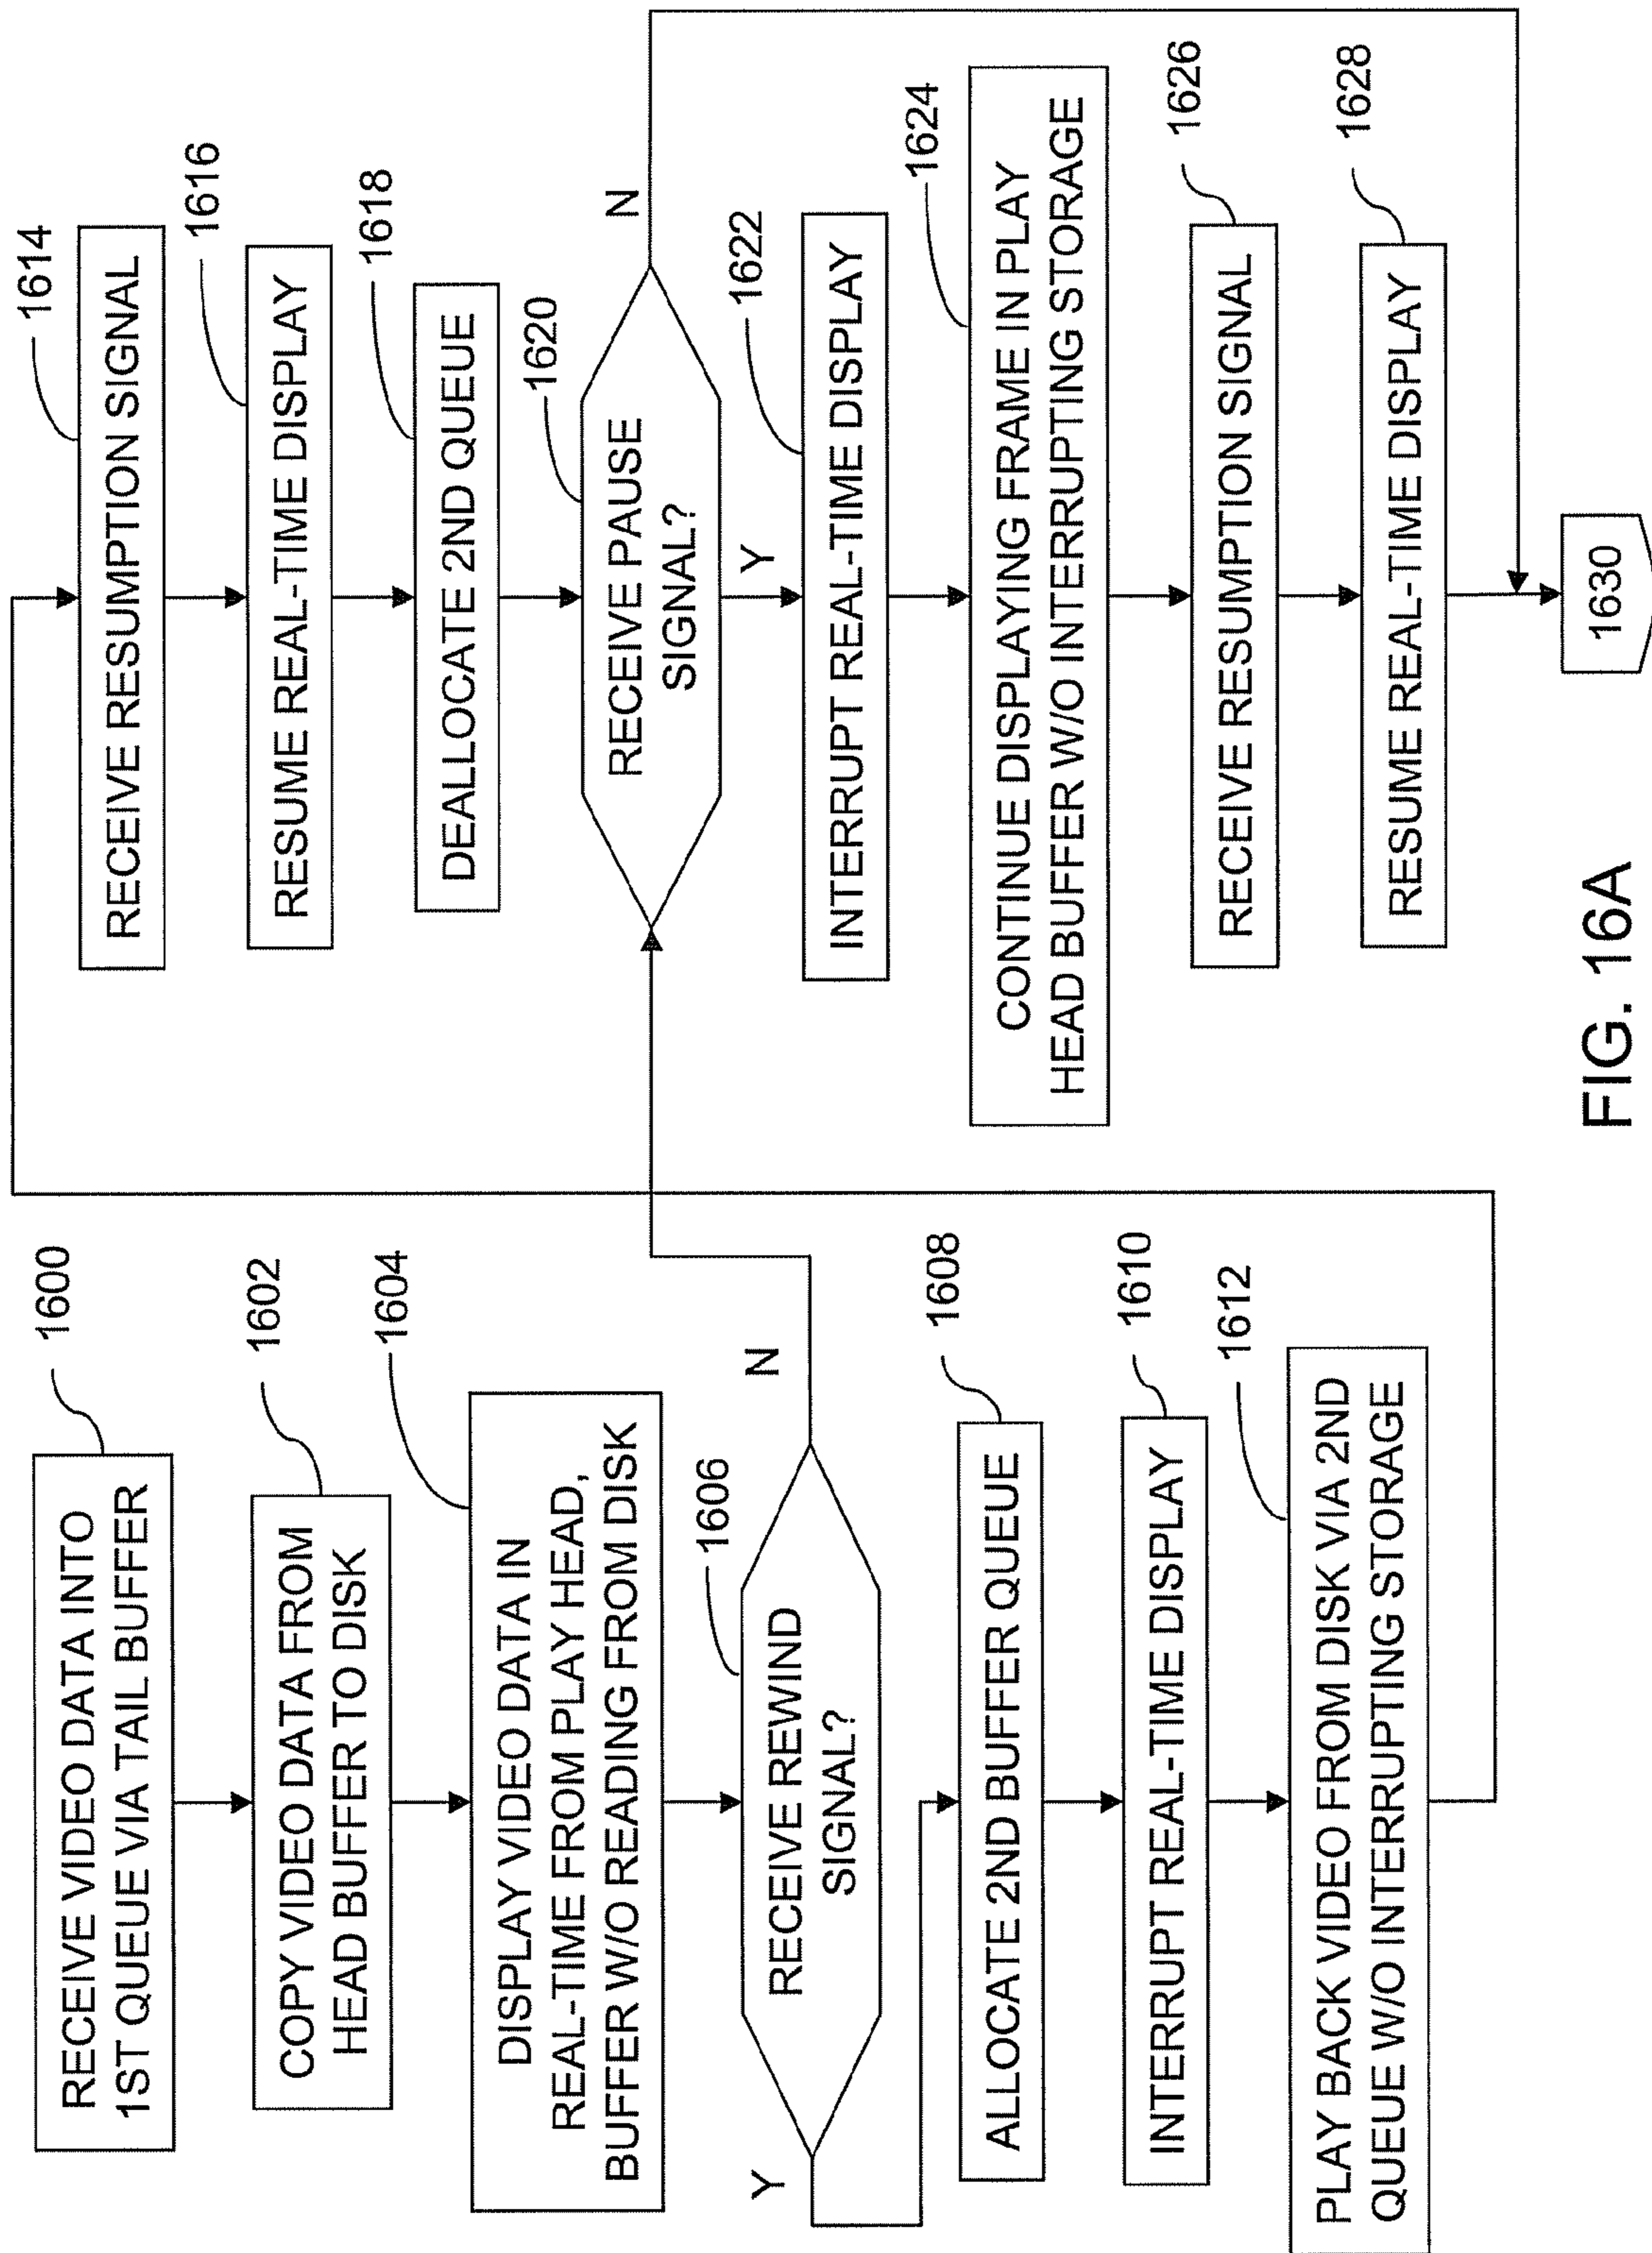 1600
RECEIVE VIDEO DATA INTO
1ST QUEUE VIA TAIL BUFFER
1602
COPY VIDEO DATA FROM
HEAD BUFFER TO DISK
1604
DISPLAY VIDEO DATA IN
REAL-TIME FROM PLAY HEAD,
BUFFER W/O READING FROM DISK
1606
RECEIVE REWIND
SIGNAL?
Y
N
1608
ALLOCATE 2ND BUFFER QUEUE
1610
INTERRUPT REAL-TIME DISPLAY
1612
PLAY BACK VIDEO FROM DISK VIA 2ND
QUEUE W/O INTERRUPTING STORAGE
1614
RECEIVE RESUMPTION SIGNAL
1616
RESUME REAL-TIME DISPLAY
1618
DEALLOCATE 2ND QUEUE
1620
RECEIVE PAUSE
SIGNAL?
N
Y
1622
INTERRUPT REAL-TIME DISPLAY
1624
CONTINUE DISPLAYING FRAME IN PLAY
HEAD BUFFER W/O INTERRUPTING STORAGE
1626
RECEIVE RESUMPTION SIGNAL
1628
RESUME REAL-TIME DISPLAY
1630
FIG. 16A